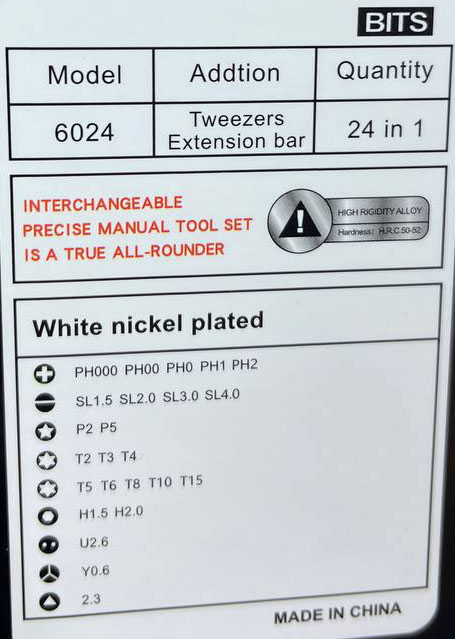 BITS
Model Addtion Quantity
6024 Tweezers Extension bar 24 in 1
INTERCHANGEABLE
PRECISE MANUAL TOOL SET
IS A TRUE ALL-ROUNDER
HIGH RIGIDITY ALLOY
Hardness: H.R.C.50-52
White nickel plated
PH000 PH00 PH0 PH1 PH2
SL1.5 SL2.0 SL3.0 SL4.0
P2 P5
T2 T3 T4
T5 T6 T8 T10 T15
H1.5 H2.0
U2.6
Y0.6
2.3
MADE IN CHINA